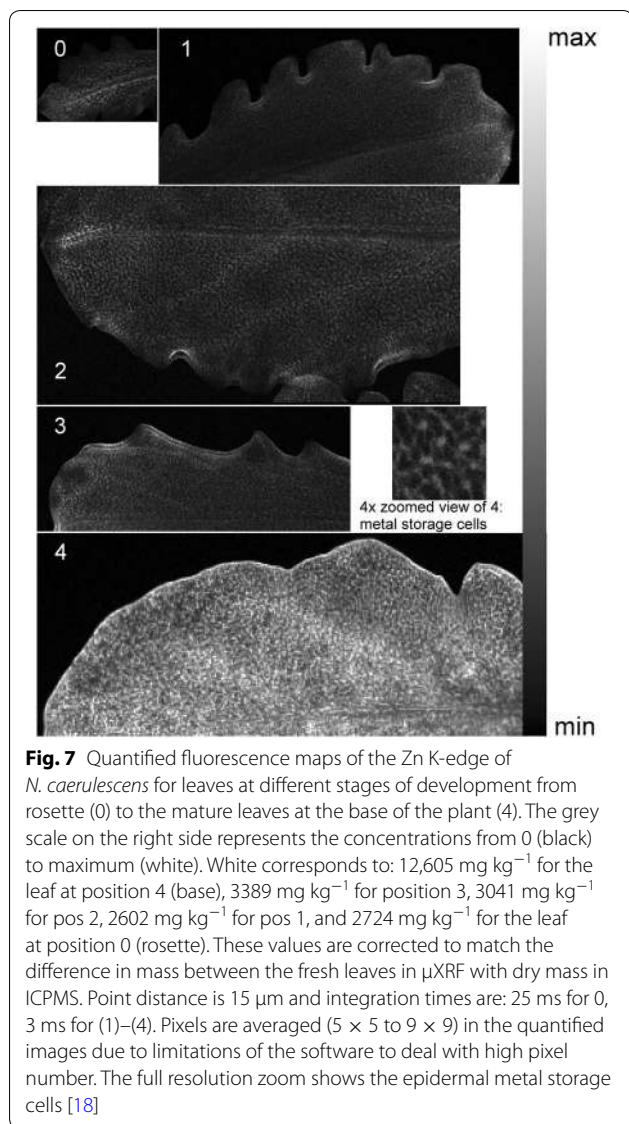 0
1
max
2
3
4x zoomed view of 4:
metal storage cells
4
min
Fig. 7 Quantified fluorescence maps of the Zn K-edge of
N. caerulescens for leaves at different stages of development from
rosette (0) to the mature leaves at the base of the plant (4). The grey
scale on the right side represents the concentrations from 0 (black)
to maximum (white). White corresponds to: 12,605 mg kg⁻¹ for the
leaf at position 4 (base), 3389 mg kg⁻¹ for position 3, 3041 mg kg⁻¹
for pos 2, 2602 mg kg⁻¹ for pos 1, and 2724 mg kg⁻¹ for the leaf
at position 0 (rosette). These values are corrected to match the
difference in mass between the fresh leaves in μXRF with dry mass in
ICPMS. Point distance is 15 μm and integration times are: 25 ms for 0,
3 ms for (1)–(4). Pixels are averaged (5 × 5 to 9 × 9) in the quantified
images due to limitations of the software to deal with high pixel
number. The full resolution zoom shows the epidermal metal storage
cells [18]